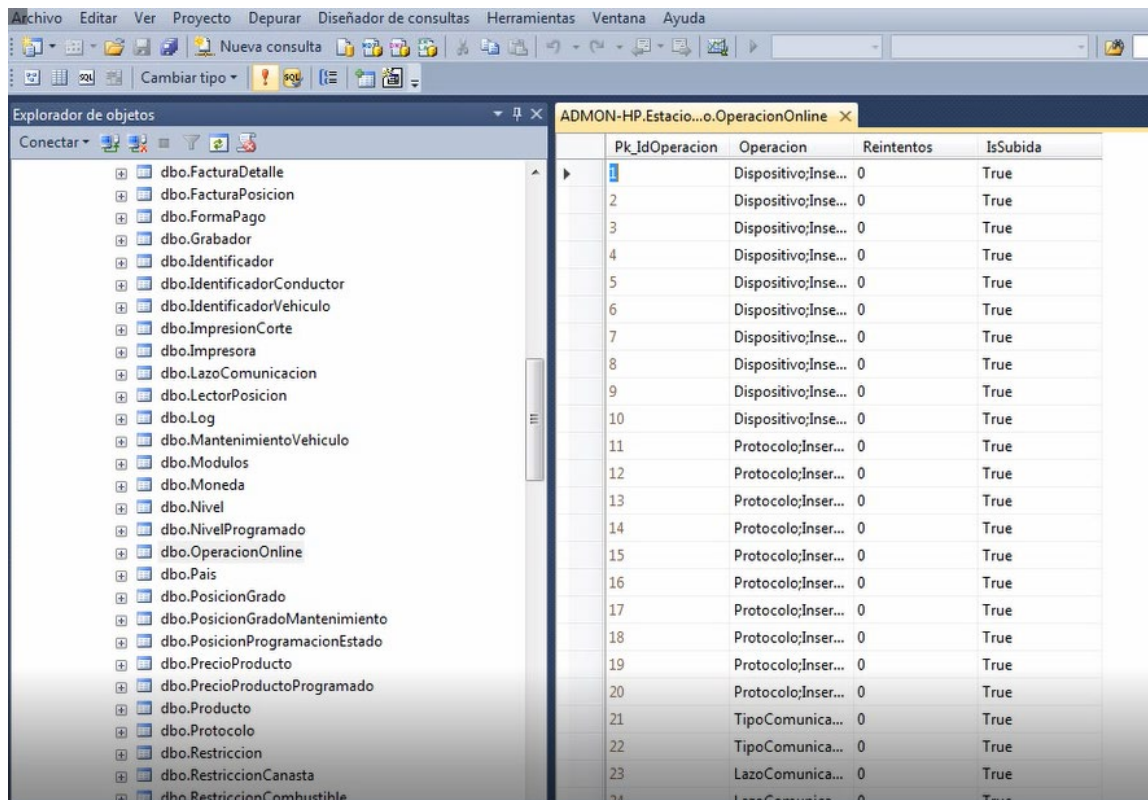 Archivo Editar Ver Proyecto Depurar Diseñador de consultas Herramientas Ventana Ayuda
Nueva consulta
Cambiar tipo
Explorador de objetos
Conectar
dbo.FacturaDetalle
dbo.FacturaPosicion
dbo.FormaPago
dbo.Grabador
dbo.Identificador
dbo.IdentificadorConductor
dbo.IdentificadorVehiculo
dbo.ImpresionCorte
dbo.Impresora
dbo.LazoComunicacion
dbo.LectorPosicion
dbo.Log
dbo.MantenimientoVehiculo
dbo.Modulos
dbo.Moneda
dbo.Nivel
dbo.NivelProgramado
dbo.OperacionOnline
dbo.Pais
dbo.PosicionGrado
dbo.PosicionGradoMantenimiento
dbo.PosicionProgramacionEstado
dbo.PrecioProducto
dbo.PrecioProductoProgramado
dbo.Producto
dbo.Protocolo
dbo.Restriccion
dbo.RestriccionCanasta
dbo.RestriccionCombustible
ADMON-HP.Estacio...o.OperacionOnline
Pk_IdOperacion Operacion Reintentos IsSubida
1 Dispositivo;Inse... 0 True
2 Dispositivo;Inse... 0 True
3 Dispositivo;Inse... 0 True
4 Dispositivo;Inse... 0 True
5 Dispositivo;Inse... 0 True
6 Dispositivo;Inse... 0 True
7 Dispositivo;Inse... 0 True
8 Dispositivo;Inse... 0 True
9 Dispositivo;Inse... 0 True
10 Dispositivo;Inse... 0 True
11 Protocolo;Inser... 0 True
12 Protocolo;Inser... 0 True
13 Protocolo;Inser... 0 True
14 Protocolo;Inser... 0 True
15 Protocolo;Inser... 0 True
16 Protocolo;Inser... 0 True
17 Protocolo;Inser... 0 True
18 Protocolo;Inser... 0 True
19 Protocolo;Inser... 0 True
20 Protocolo;Inser... 0 True
21 TipoComunica... 0 True
22 TipoComunica... 0 True
23 LazoComunica... 0 True